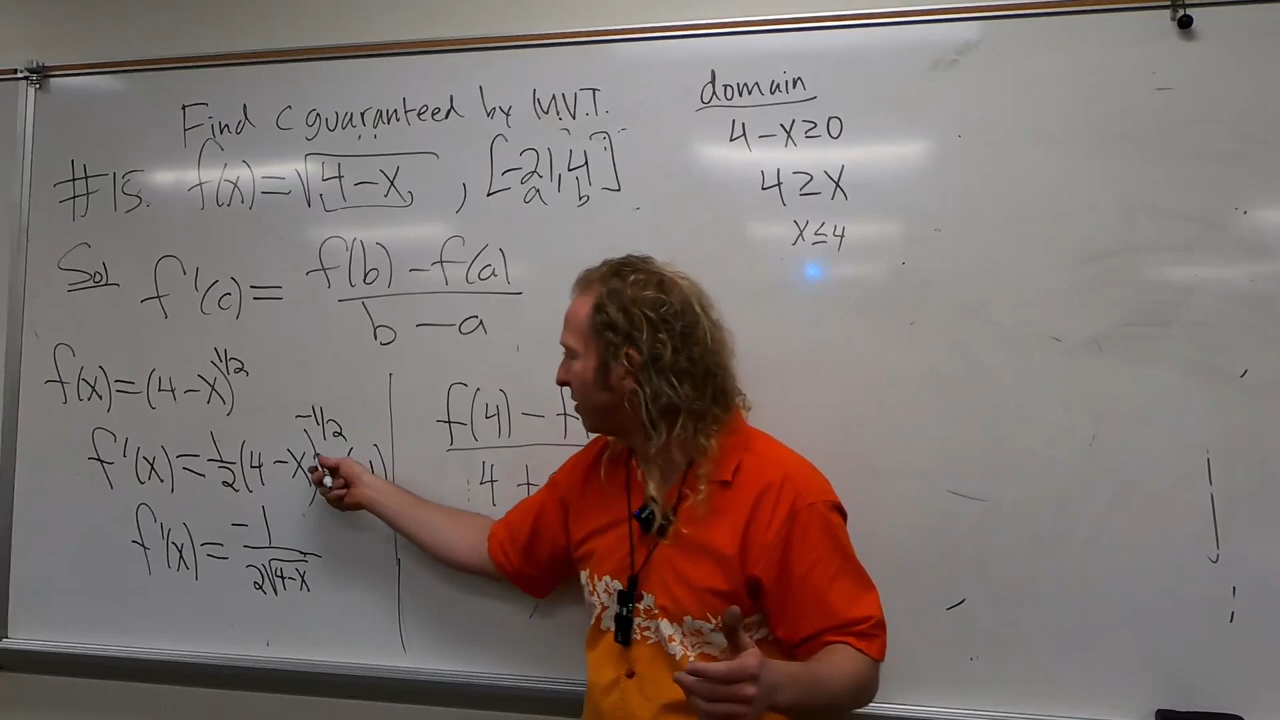 Find c guaranteed by M.V.T.
#15. f(x)=√4-x , [-21,4]
a b
Sol f'(c)= f(b)-f(a)
b-a
f(x)=(4-x)^1/2
f'(x)=1/2(4-x)^-1/2
f'(x)= -1
2√4-x
f(4)-f
4+
domain
4-x≥0
4≥x
x≤4